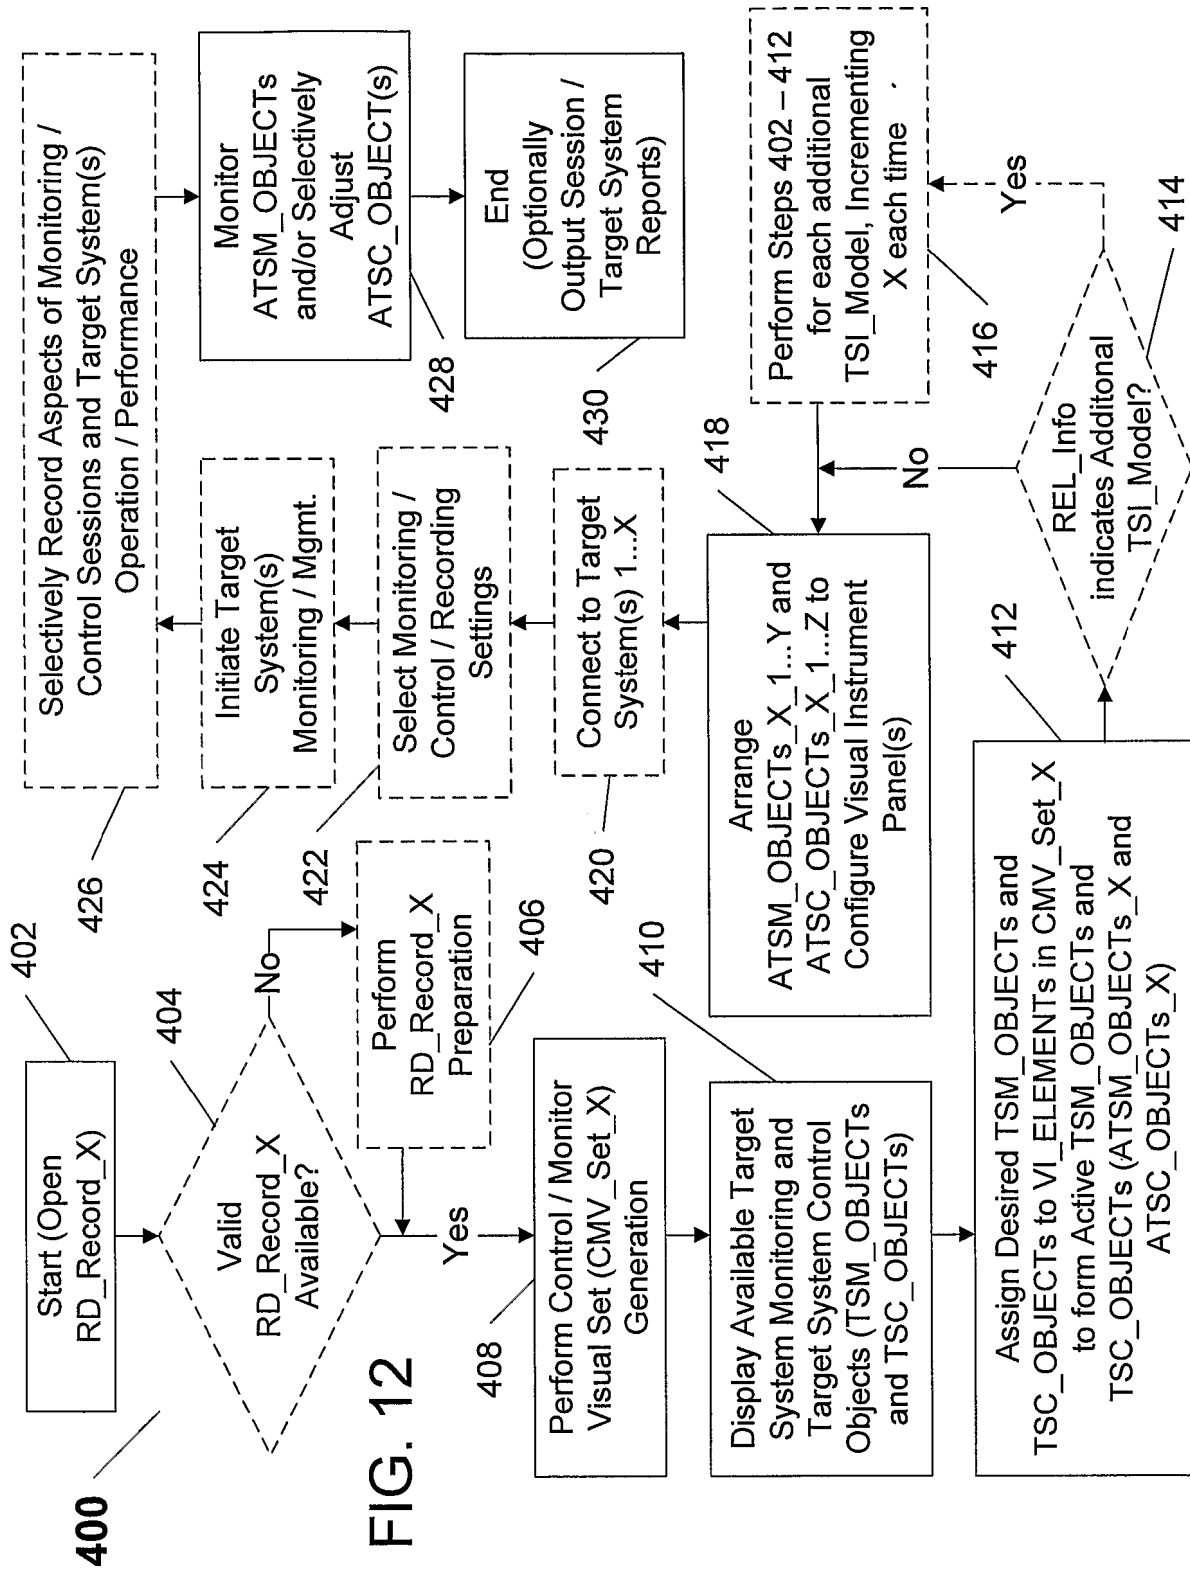 400
402
Start (Open
RD_Record_X)
404
Valid
RD_Record_X
Available?
No
406
Perform
RD_Record_X
Preparation
Yes
FIG. 12
408
Perform Control / Monitor
Visual Set (CMV_Set_X)
Generation
410
Display Available Target
System Monitoring and
Target System Control
Objects (TSM_OBJECTS
and TSC_OBJECTs)
412
Assign Desired TSM_OBJECTs and
TSC_OBJECTs to VI_ELEMENTs in CMV_Set_X
to form Active TSM_OBJECTs and
TSC_OBJECTs (ATSM_OBJECTs_X and
ATSC_OBJECTs_X)
414
REL_Info
indicates Additonal
TSI_Model?
Yes
No
416
Perform Steps 402 – 412
for each additional
TSI_Model, Incrementing
X each time
418
Arrange
ATSM_OBJECTs_X_1...Y and
ATSC_OBJECTs_X_1...Z to
Configure Visual Instrument
Panel(s)
420
Connect to Target
System(s) 1...X
422
Select Monitoring /
Control / Recording
Settings
424
Initiate Target
System(s)
Monitoring / Mgmt.
426
Selectively Record Aspects of Monitoring /
Control Sessions and Target System(s)
Operation / Performance
428
Monitor
ATSM_OBJECTs
and/or Selectively
Adjust
ATSC_OBJECT(s)
430
End
(Optionally
Output Session /
Target System
Reports)